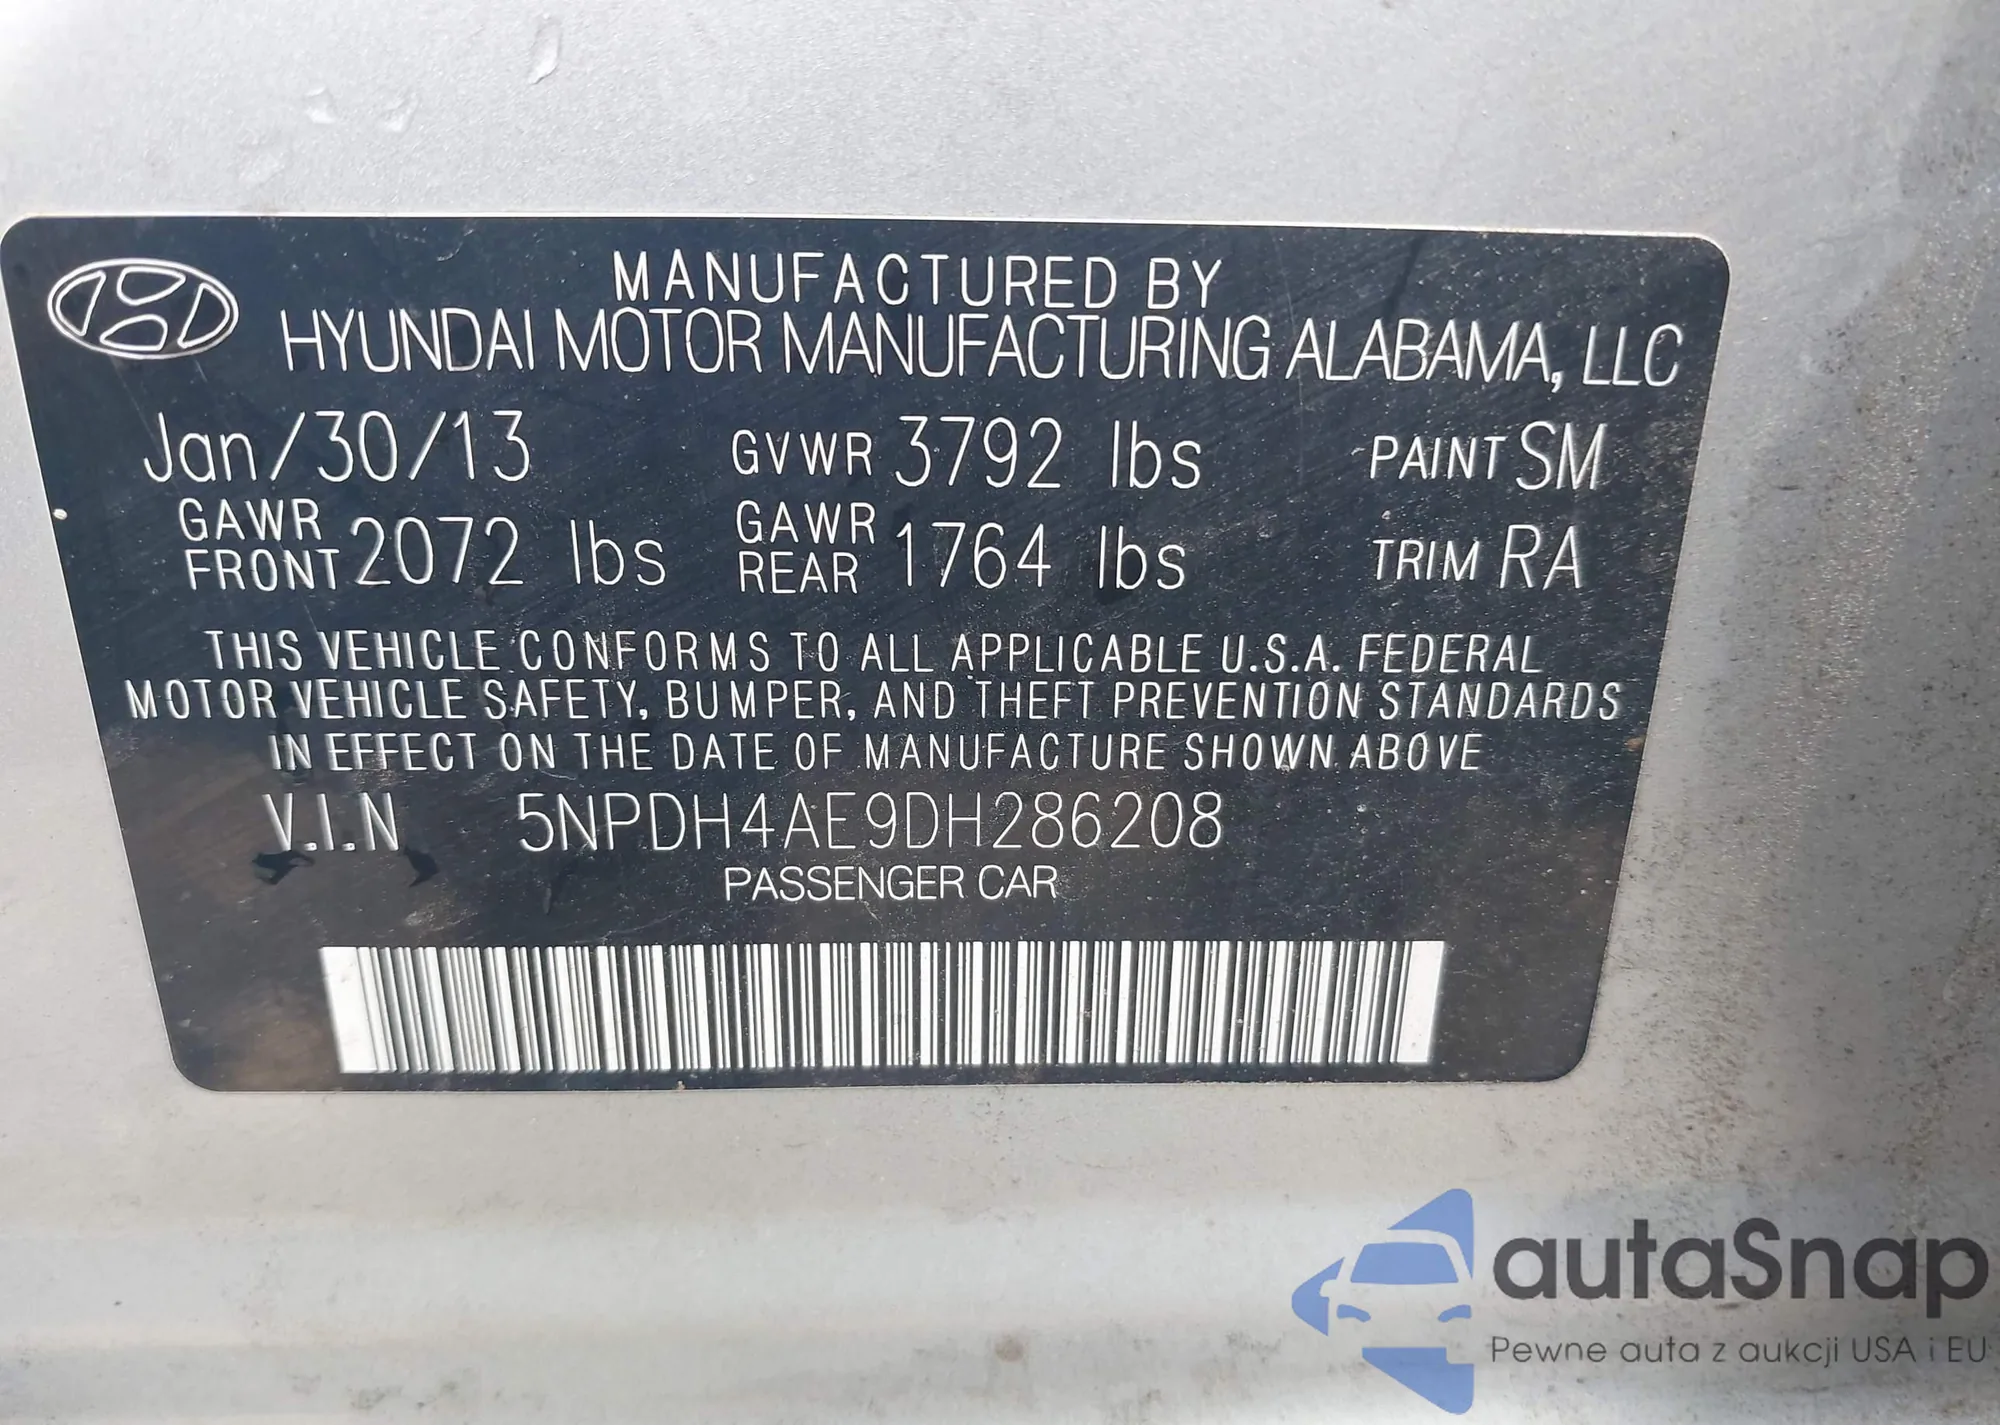 MANUFACTURED BY
HYUNDAI MOTOR MANUFACTURING ALABAMA, LLC
Jan/30/13 GVWR 3792 lbs PAINT SM
GAWR FRONT 2072 lbs GAWR REAR 1764 lbs TRIM RA
THIS VEHICLE CONFORMS TO ALL APPLICABLE U.S.A. FEDERAL
MOTOR VEHICLE SAFETY, BUMPER, AND THEFT PREVENTION STANDARDS
IN EFFECT ON THE DATE OF MANUFACTURE SHOWN ABOVE
V.I.N 5NPDH4AE9DH286208
PASSENGER CAR
autaSnap
Pewne auta z aukcji USA i EU